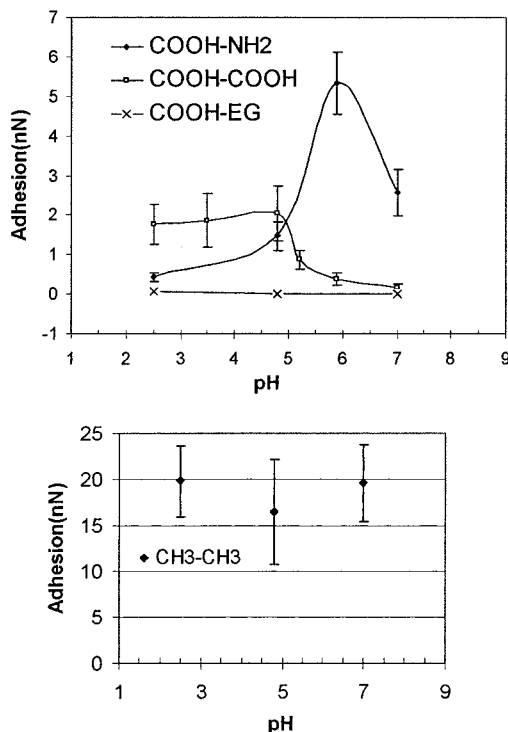 7
6
5
4
3
2
1
0
-1
Adhesion(nN)
COOH-NH2
COOH-COOH
COOH-EG
1 2 3 4 5 6 7 8 9
pH
25
20
15
10
5
0
Adhesion(nN)
CH3-CH3
1 3 5 7 9
pH